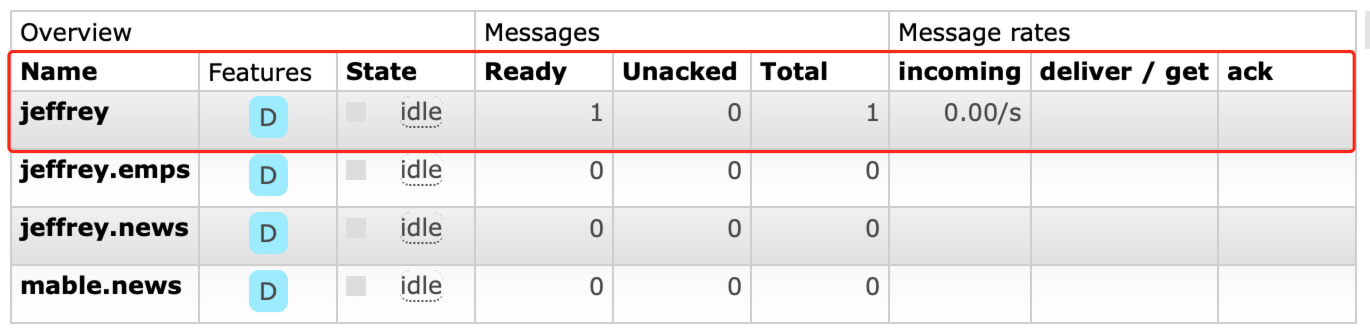 Overview Messages Message rates
Name Features State Ready Unacked Total incoming deliver / get ack
jeffrey D idle 1 0 1 0.00/s
jeffrey.emps D idle 0 0 0
jeffrey.news D idle 0 0 0
mable.news D idle 0 0 0